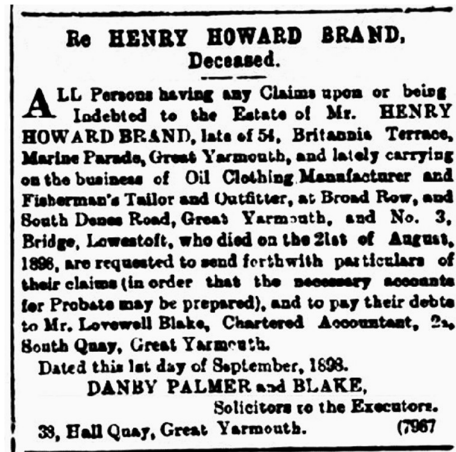 Re HENRY HOWARD BRAND,
Deceased.
ALL Persons having any Claims upon or being
Indebted to the Estate of Mr. HENRY
HOWARD BRAND, late of 54, Britannia Terrace,
Marine Parade, Great Yarmouth, and lately carrying
on the business of Oil Clothing Manufacturer and
Fisherman's Tailor and Outfitter, at Broad Row, and
South Denes Road, Great Yarmouth, and No. 3,
Bridge, Lowestoft, who died on the 21st of August,
1898, are requested to send forthwith particulars of
their claims (in order that the necessary accounts
for Probate may be prepared), and to pay their debts
to Mr. Lovewell Blake, Chartered Accountant, 2a,
South Quay, Great Yarmouth.
Dated this 1st day of September, 1898.
DANBY PALMER and BLAKE,
Solicitors to the Executors.
38, Hall Quay, Great Yarmouth. (7967